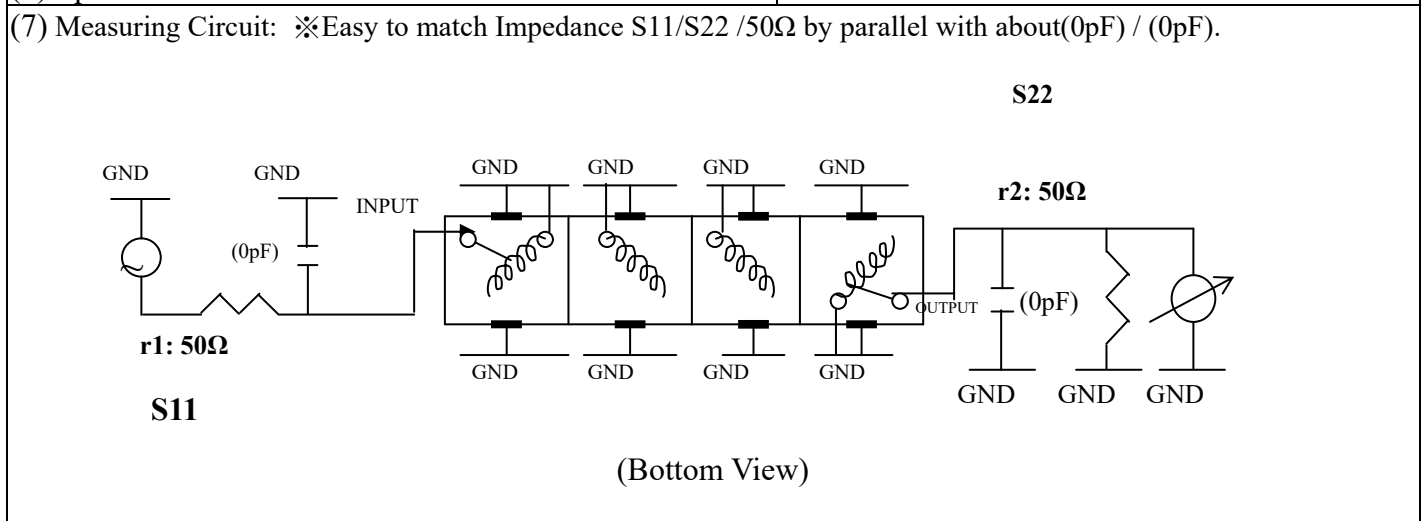 (7) Measuring Circuit: ※Easy to match Impedance S11/S22 /50Ω by parallel with about(0pF) / (0pF).
S22
GND GND GND GND GND GND
r2: 50Ω
INPUT
(0pF)
~
OUTPUT (0pF)
r1: 50Ω
GND GND GND GND
GND GND GND
S11
(Bottom View)